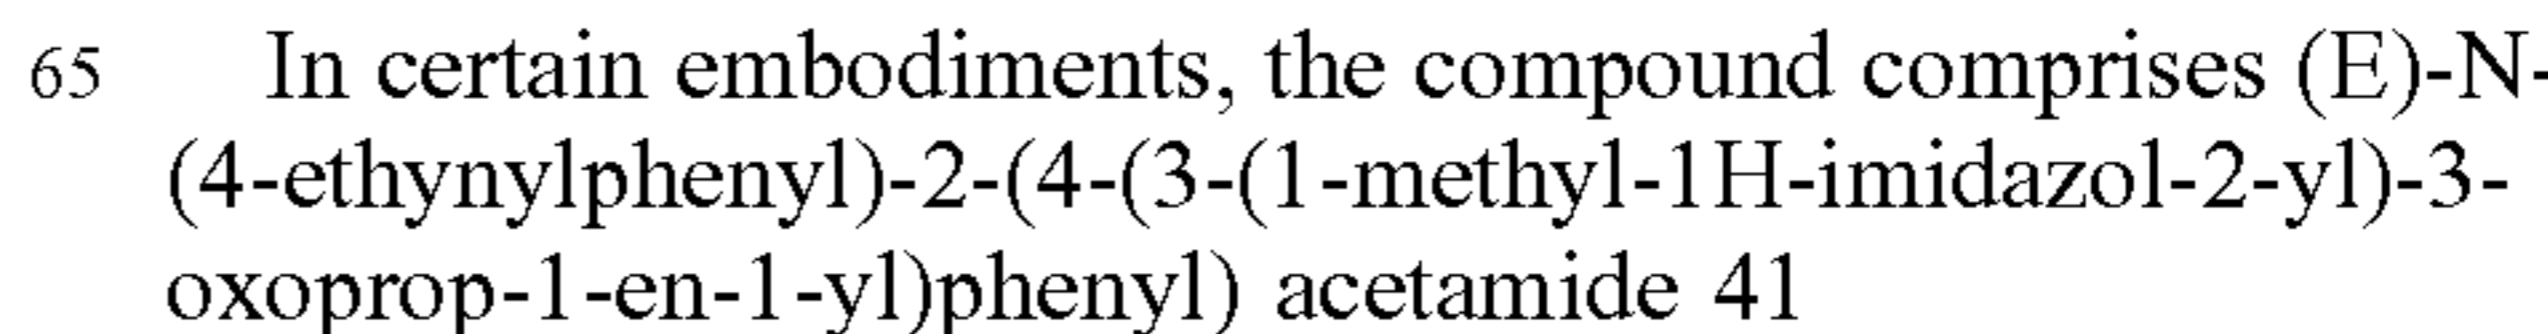 65 In certain embodiments, the compound comprises (E)-N-
(4-ethynylphenyl)-2-(4-(3-(1-methyl-1H-imidazol-2-yl)-3-
oxoprop-1-en-1-yl)phenyl) acetamide 41